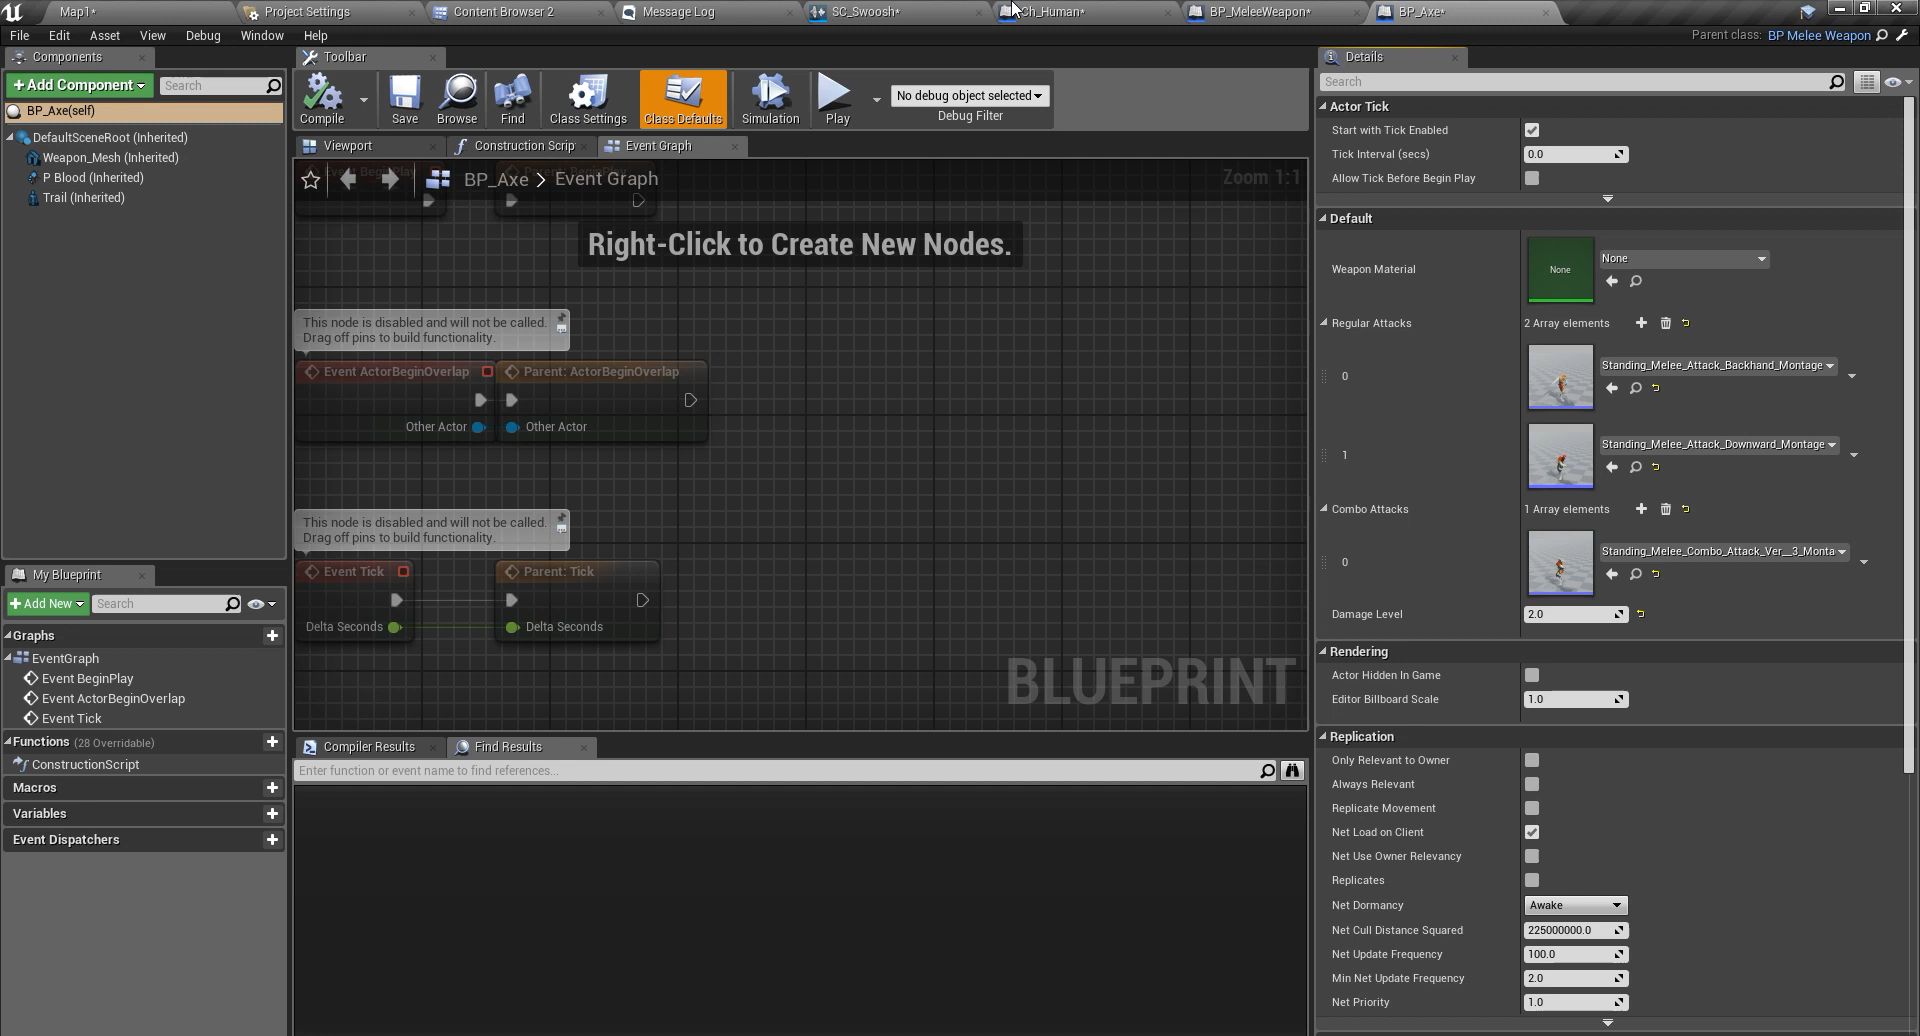 Map1*
Project Settings
Content Browser 2
Message Log
SC_Swoosh*
Ch_Human*
BP_MeleeWeapon*
BP_Axe*
File Edit Asset View Debug Window Help
Parent class: BP Melee Weapon
Components
+Add Component
Search
BP_Axe(self)
DefaultSceneRoot (Inherited)
Weapon_Mesh (Inherited)
P Blood (Inherited)
Trail (Inherited)
My Blueprint
+Add New
Search
Graphs
EventGraph
Event BeginPlay
Event ActorBeginOverlap
Event Tick
Functions (28 Overridable)
ConstructionScript
Macros
Variables
Event Dispatchers
Toolbar
Compile
Save
Browse
Find
Class Settings
Class Defaults
Simulation
Play
No debug object selected
Debug Filter
Viewport
Construction Scrip
Event Graph
BP_Axe > Event Graph
Zoom 1:1
Right-Click to Create New Nodes.
This node is disabled and will not be called.
Drag off pins to build functionality.
Event ActorBeginOverlap
Parent: ActorBeginOverlap
Other Actor
Other Actor
This node is disabled and will not be called.
Drag off pins to build functionality.
Event Tick
Parent: Tick
Delta Seconds
Delta Seconds
BLUEPRINT
Compiler Results
Find Results
Enter function or event name to find references...
Details
Search
Actor Tick
Start with Tick Enabled
Tick Interval (secs) 0.0
Allow Tick Before Begin Play
Default
Weapon Material None None
Regular Attacks 2 Array elements
0 Standing_Melee_Attack_Backhand_Montage
1 Standing_Melee_Attack_Downward_Montage
Combo Attacks 1 Array elements
0 Standing_Melee_Combo_Attack_Ver__3_Monta
Damage Level 2.0
Rendering
Actor Hidden In Game
Editor Billboard Scale 1.0
Replication
Only Relevant to Owner
Always Relevant
Replicate Movement
Net Load on Client
Net Use Owner Relevancy
Replicates
Net Dormancy Awake
Net Cull Distance Squared 225000000.0
Net Update Frequency 100.0
Min Net Update Frequency 2.0
Net Priority 1.0